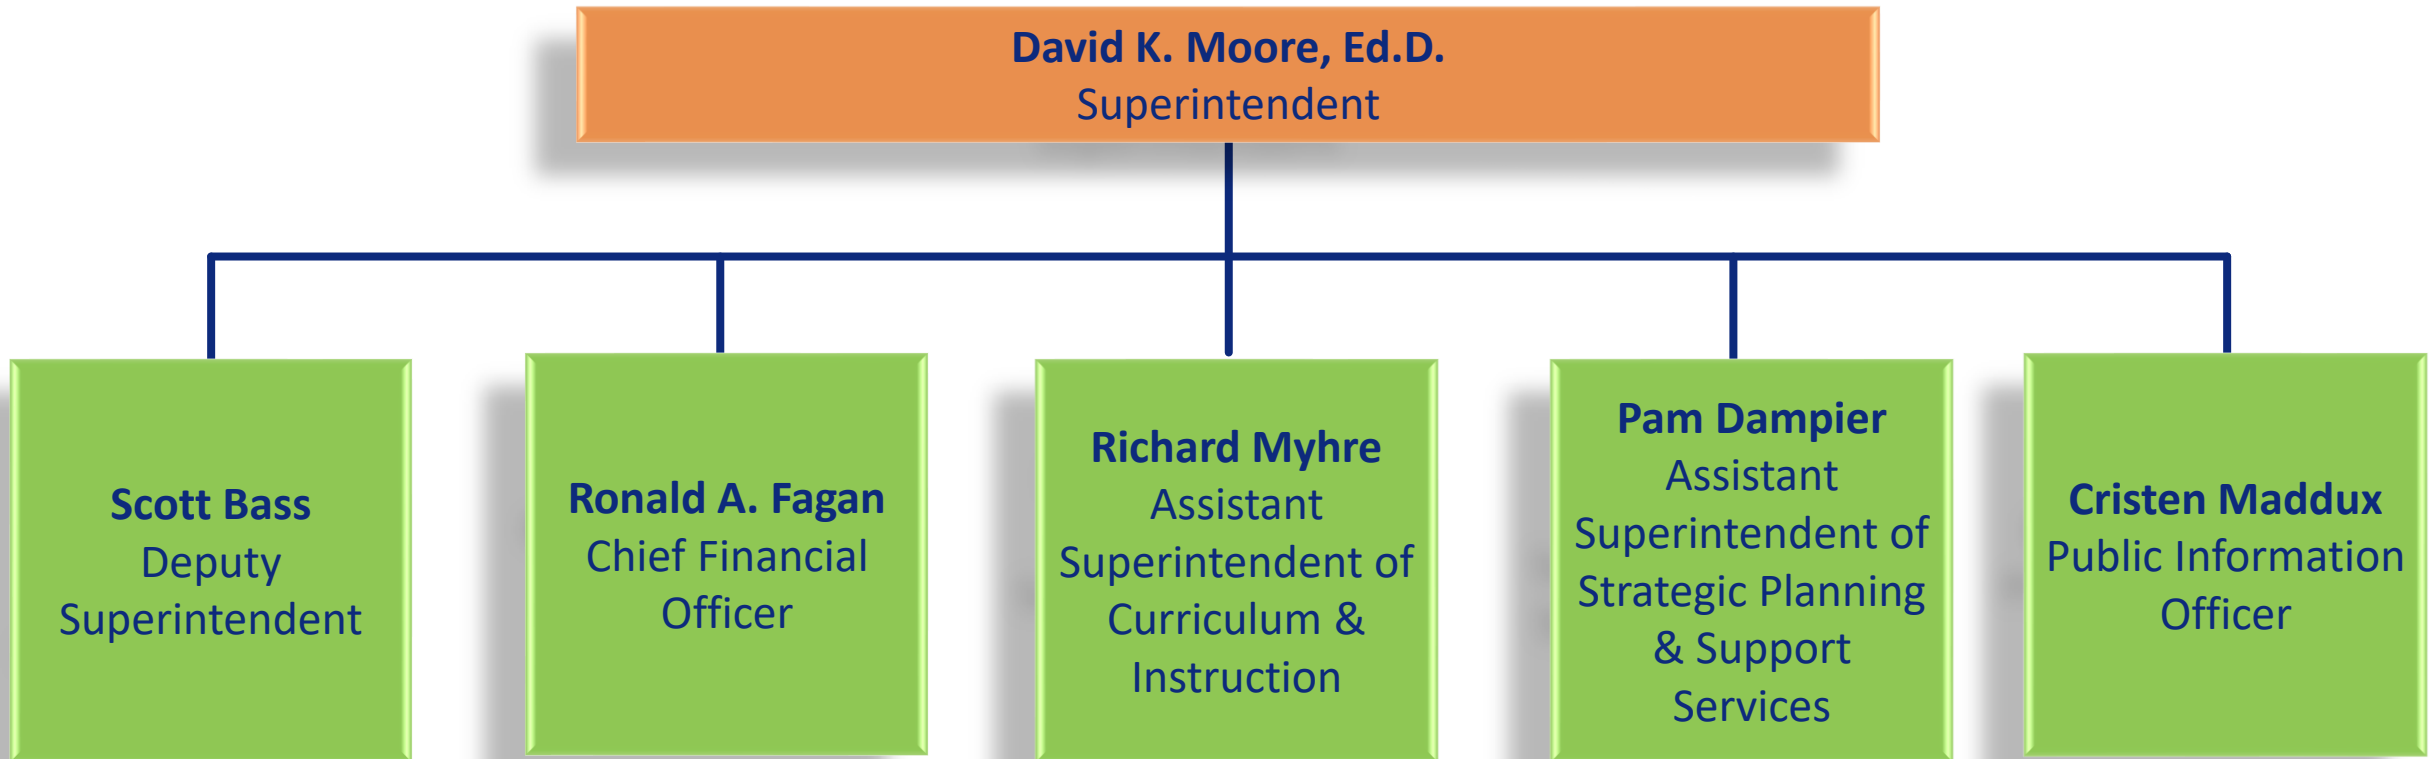 David K. Moore, Ed.D.
Superintendent
Scott Bass
Deputy
Superintendent
Ronald A. Fagan
Chief Financial
Officer
Richard Myhre
Assistant
Superintendent of
Curriculum &
Instruction
Pam Dampier
Assistant
Superintendent of
Strategic Planning
& Support
Services
Cristen Maddux
Public Information
Officer